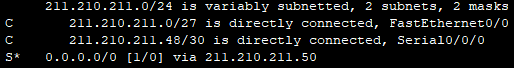 211.210.211.0/24 is variably subnetted, 2 subnets, 2 masks
C 211.210.211.0/27 is directly connected, FastEthernet0/0
C 211.210.211.48/30 is directly connected, Serial0/0/0
S* 0.0.0.0/0 [1/0] via 211.210.211.50